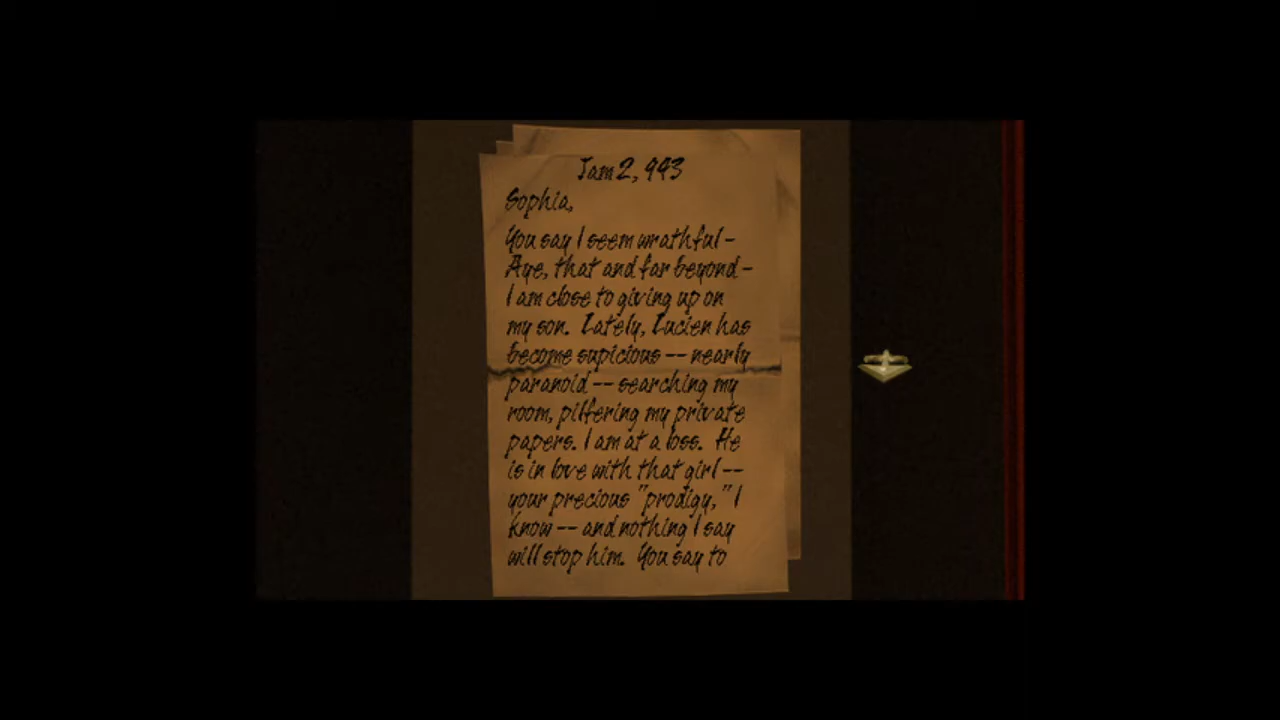 Jam 2, 993
Sophia,
You say I seem wrathful -
Aye, that and far beyond -
I am close to giving up on
my son. Lately, Lucien has
become supicious -- nearly
paranoid -- searching my
room, pilfering my private
papers. I am at a loss. He
is in love with that girl --
your precious "prodigy," I
know -- and nothing I say
will stop him. You say to